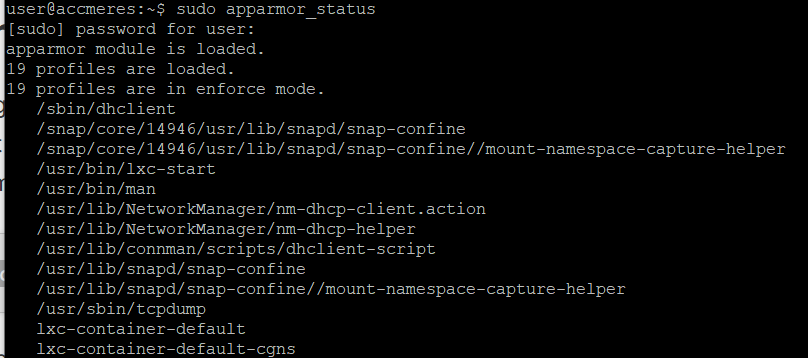 user@accmeres:~$ sudo apparmor_status
[sudo] password for user:
apparmor module is loaded.
19 profiles are loaded.
19 profiles are in enforce mode.
   /sbin/dhclient
   /snap/core/14946/usr/lib/snapd/snap-confine
   /snap/core/14946/usr/lib/snapd/snap-confine//mount-namespace-capture-helper
   /usr/bin/lxc-start
   /usr/bin/man
   /usr/lib/NetworkManager/nm-dhcp-client.action
   /usr/lib/NetworkManager/nm-dhcp-helper
   /usr/lib/connman/scripts/dhclient-script
   /usr/lib/snapd/snap-confine
   /usr/lib/snapd/snap-confine//mount-namespace-capture-helper
   /usr/sbin/tcpdump
   lxc-container-default
   lxc-container-default-cgns